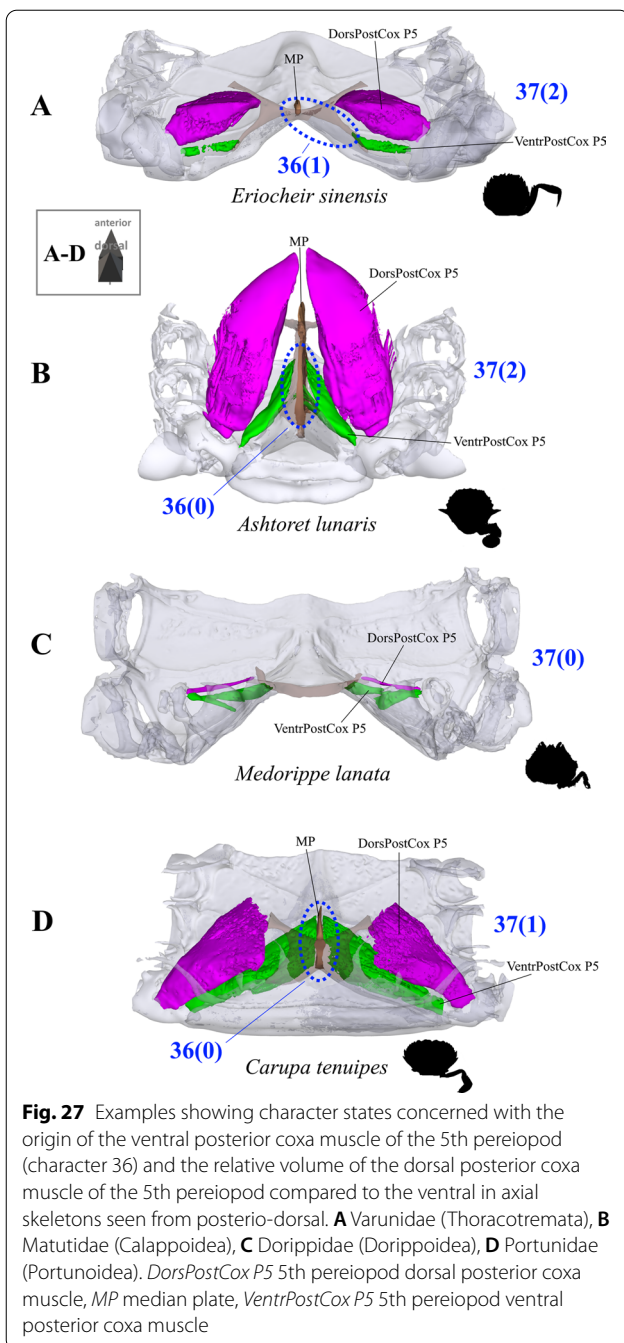 DorsPostCox P5
MP
37(2)
A
VentrPostCox P5
36(1)
Eriocheir sinensis
anterior
dorsal
A-D
MP
DorsPostCox P5
B
37(2)
VentrPostCox P5
36(0)
Ashtoret lunaris
C
DorsPostCox P5
37(0)
VentrPostCox P5
Medorippe lanata
MP
DorsPostCox P5
D
37(1)
VentrPostCox P5
36(0)
Carupa tenuipes
Fig. 27 Examples showing character states concerned with the
origin of the ventral posterior coxa muscle of the 5th pereiopod
(character 36) and the relative volume of the dorsal posterior coxa
muscle of the 5th pereiopod compared to the ventral in axial
skeletons seen from posterio-dorsal. A Varunidae (Thoracotremata), B
Matutidae (Calappoidea), C Dorippidae (Dorippoidea), D Portunidae
(Portunoidea). DorsPostCox P5 5th pereiopod dorsal posterior coxa
muscle, MP median plate, VentrPostCox P5 5th pereiopod ventral
posterior coxa muscle